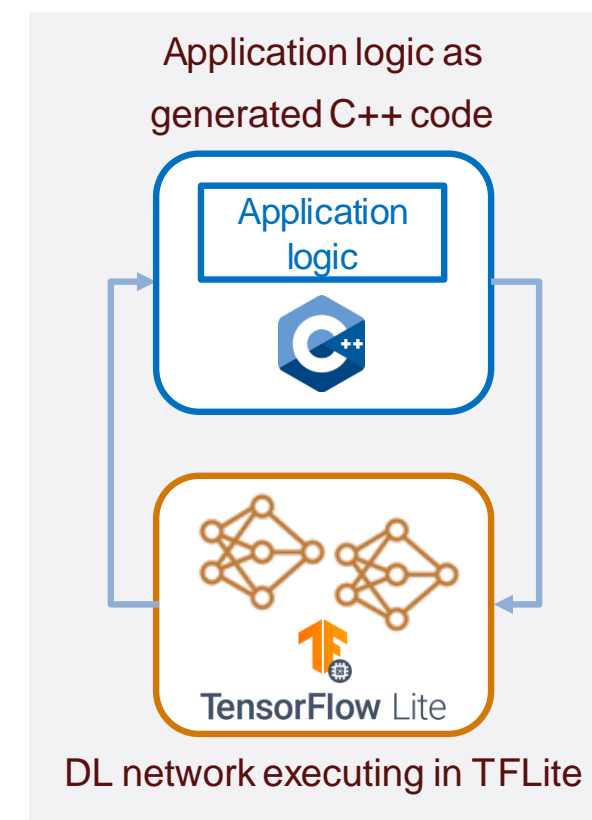 Application logic as
generated C++ code
Application
logic
C++
TensorFlow Lite
DL network executing in TFLite